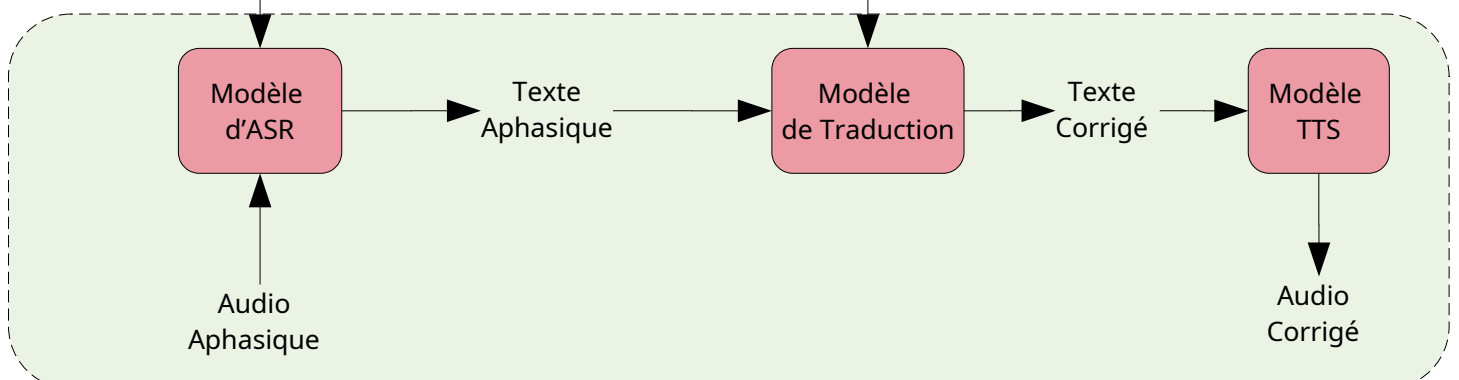 Modèle
d’ASR
Texte
Aphasique
Modèle
de Traduction
Texte
Corrigé
Modèle
TTS
Audio
Aphasique
Audio
Corrigé